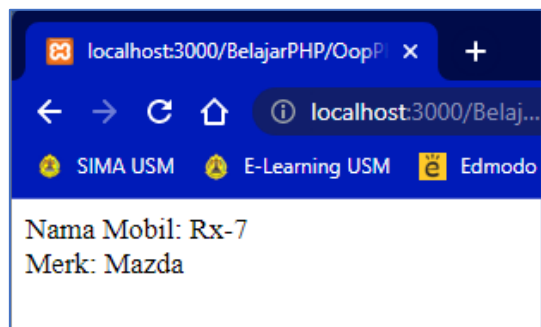 localhost:3000/BelajarPHP/OopP
localhost:3000/Belaj...
SIMA USM E-Learning USM Edmodo
Nama Mobil: Rx-7
Merk: Mazda